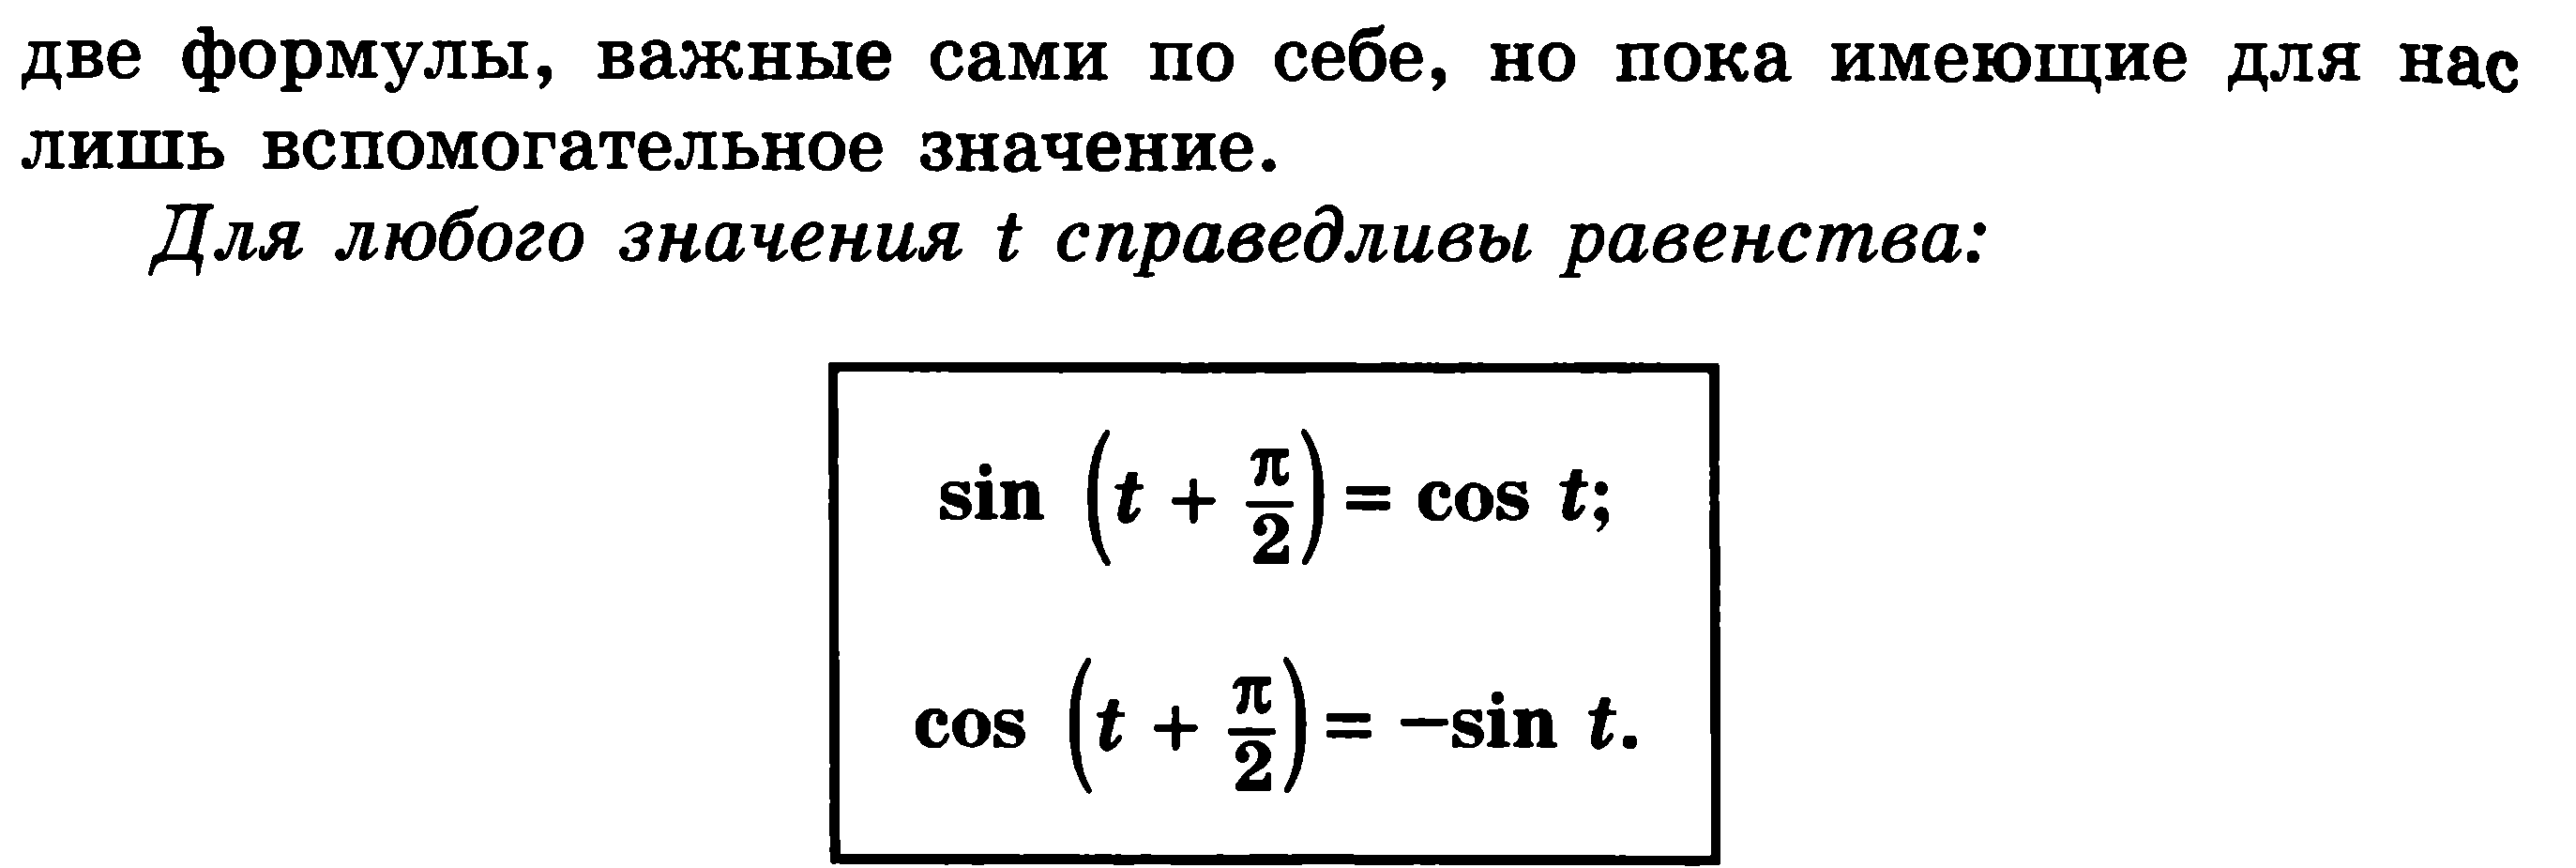 две формулы, важные сами по себе, но пока имеющие для нас
лишь вспомогательное значение.
Для любого значения t справедливы равенства:
sin (t + π/2) = cos t;
cos (t + π/2) = −sin t.